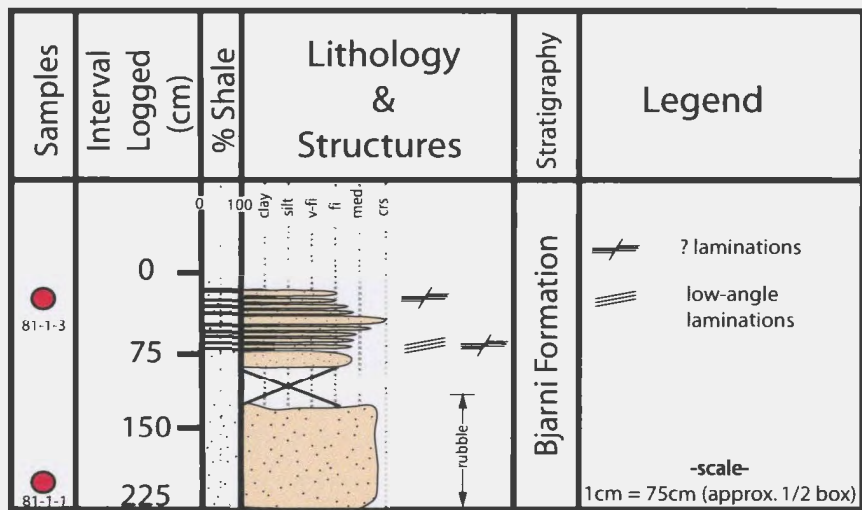 Samples
Interval
Logged
(cm)
% Shale
Lithology
&
Structures
Stratigraphy
Legend
0 100 clay silt v-fi fi med. crs
0
75
150
225
81-1-3
81-1-1
rubble
Bjarni Formation
? laminations
low-angle
laminations
-scale-
1cm = 75cm (approx. 1/2 box)